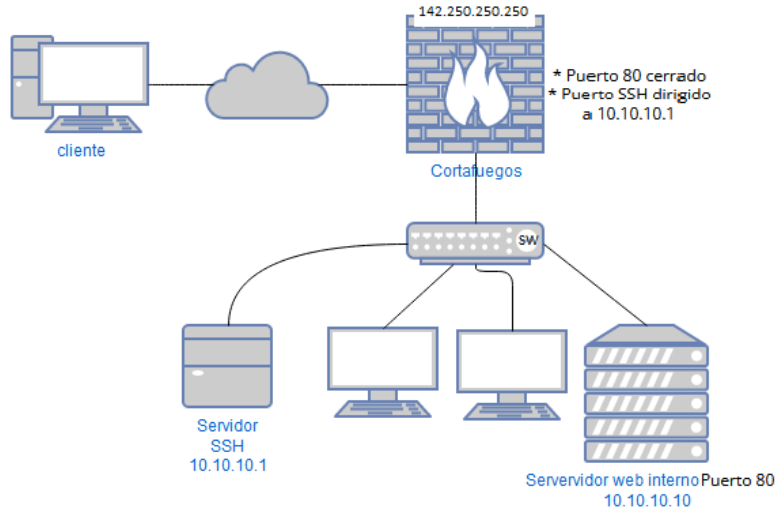 142.250.250.250
* Puerto 80 cerrado
* Puerto SSH dirigido
a 10.10.10.1
cliente
Cortafuegos
SW
Servidor
SSH
10.10.10.1
Servervidor web interno Puerto 80
10.10.10.10